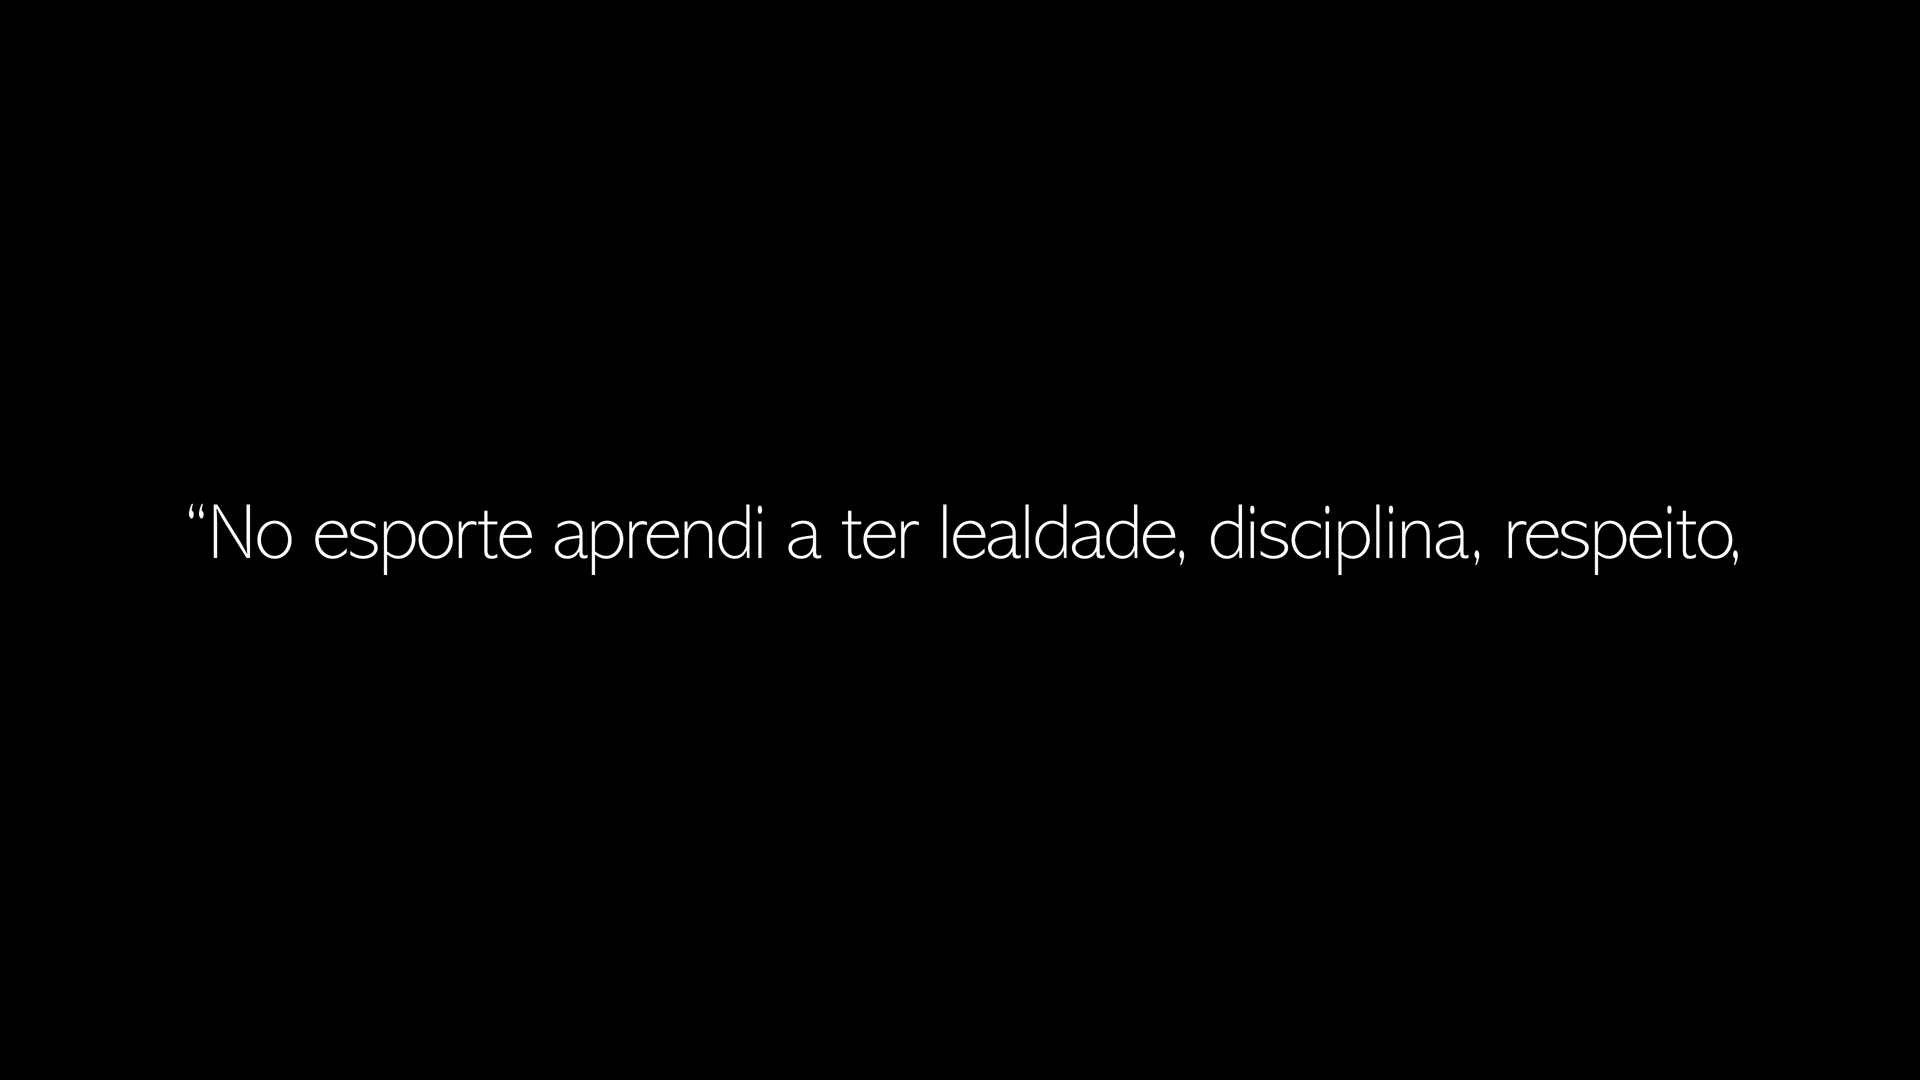 “No esporte aprendi a ter lealdade, disciplina, respeito,